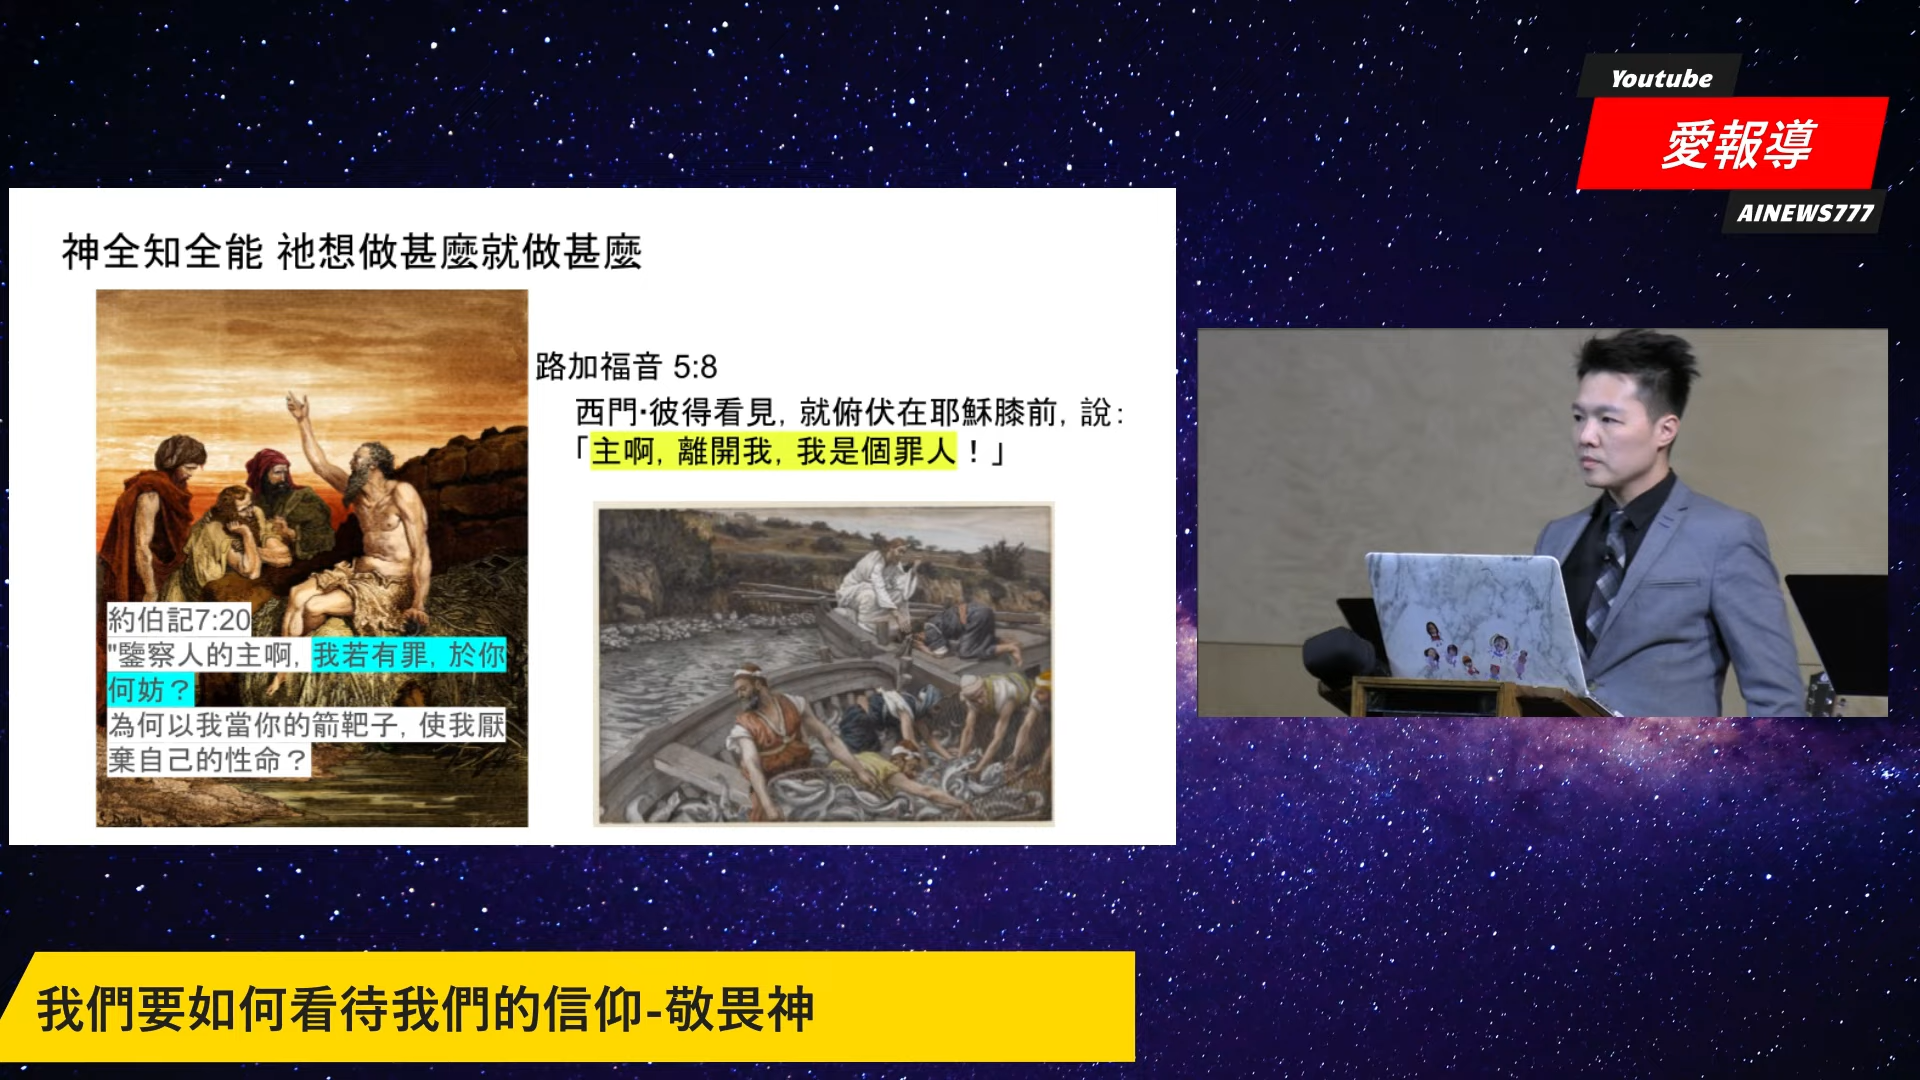 Youtube
愛報導
AINEWS777
神全知全能 祂想做甚麼就做甚麼
路加福音 5:8
西門·彼得看見, 就俯伏在耶穌膝前, 說:
「主啊, 離開我, 我是個罪人！」
約伯記7:20
"鑒察人的主啊, 我若有罪, 於你
何妨？
為何以我當你的箭靶子, 使我厭
棄自己的性命？
我們要如何看待我們的信仰-敬畏神